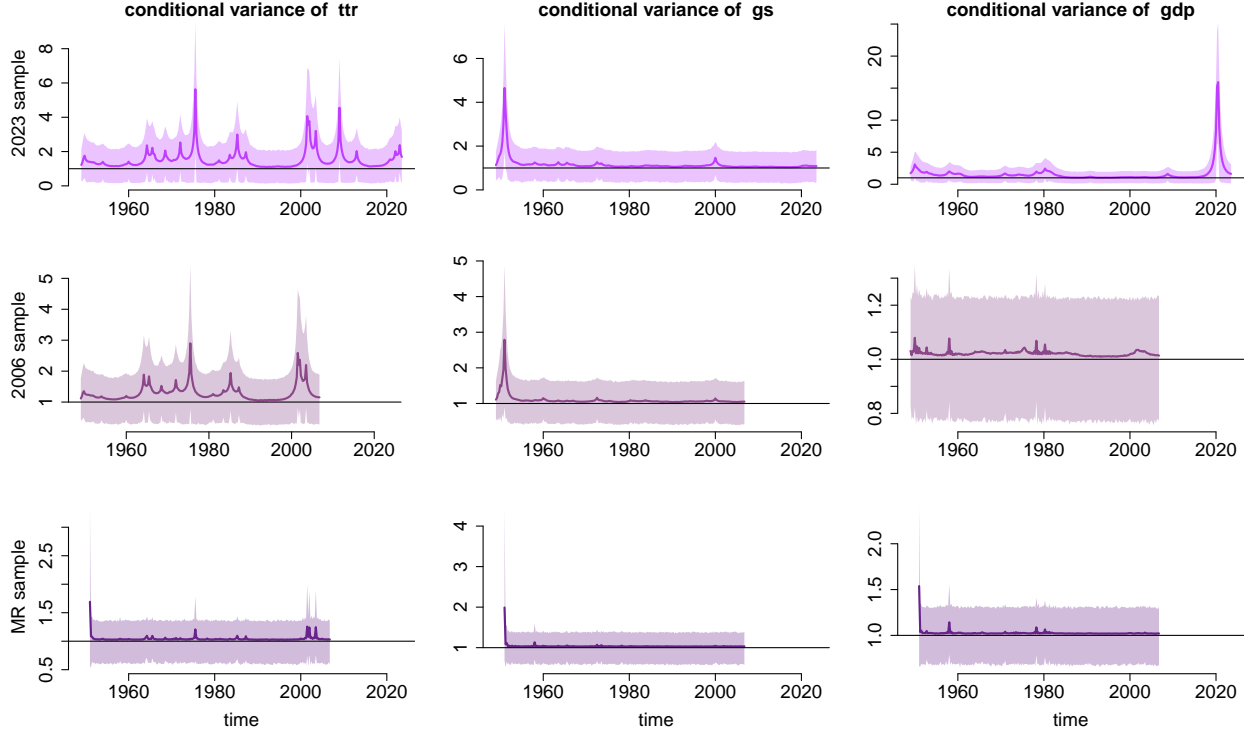 conditional variance of ttr
conditional variance of gs
conditional variance of gdp
2023 sample
0 2 4 6 8
1960 1980 2000 2020
0 2 4 6
1960 1980 2000 2020
0 5 15 25
1960 1980 2000 2020
2006 sample
1 2 3 4 5
1960 1980 2000 2020
1 2 3 4 5
1960 1980 2000 2020
0.8 1.0 1.2
1960 1980 2000 2020
MR sample
0.5 1.5 2.5
1960 1980 2000 2020
time
1 2 3 4
1960 1980 2000 2020
time
1.0 1.5 2.0
1960 1980 2000 2020
time